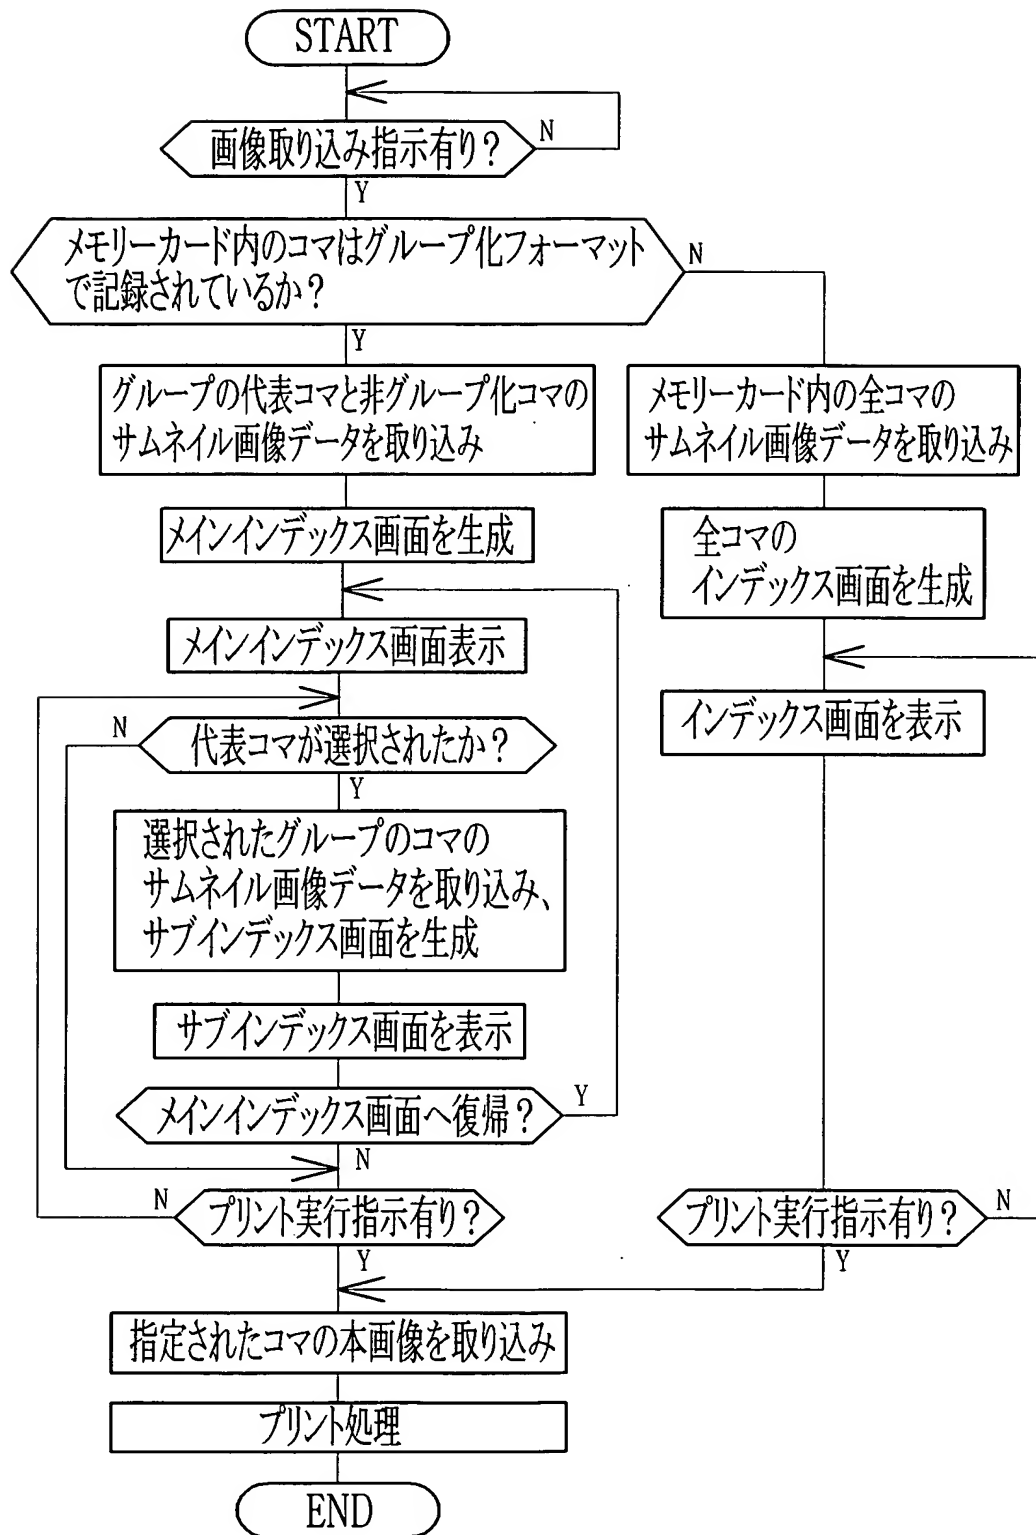 START
画像取り込み指示有り？
N
Y
メモリーカード内のコマはグループ化フォーマット
で記録されているか？
N
Y
グループの代表コマと非グループ化コマの
サムネイル画像データを取り込み
メモリーカード内の全コマの
サムネイル画像データを取り込み
メインインデックス画面を生成
全コマの
インデックス画面を生成
メインインデックス画面表示
インデックス画面を表示
N
代表コマが選択されたか？
Y
選択されたグループのコマの
サムネイル画像データを取り込み、
サブインデックス画面を生成
サブインデックス画面を表示
メインインデックス画面へ復帰？
Y
N
N
プリント実行指示有り？
Y
プリント実行指示有り？
N
Y
指定されたコマの本画像を取り込み
プリント処理
END